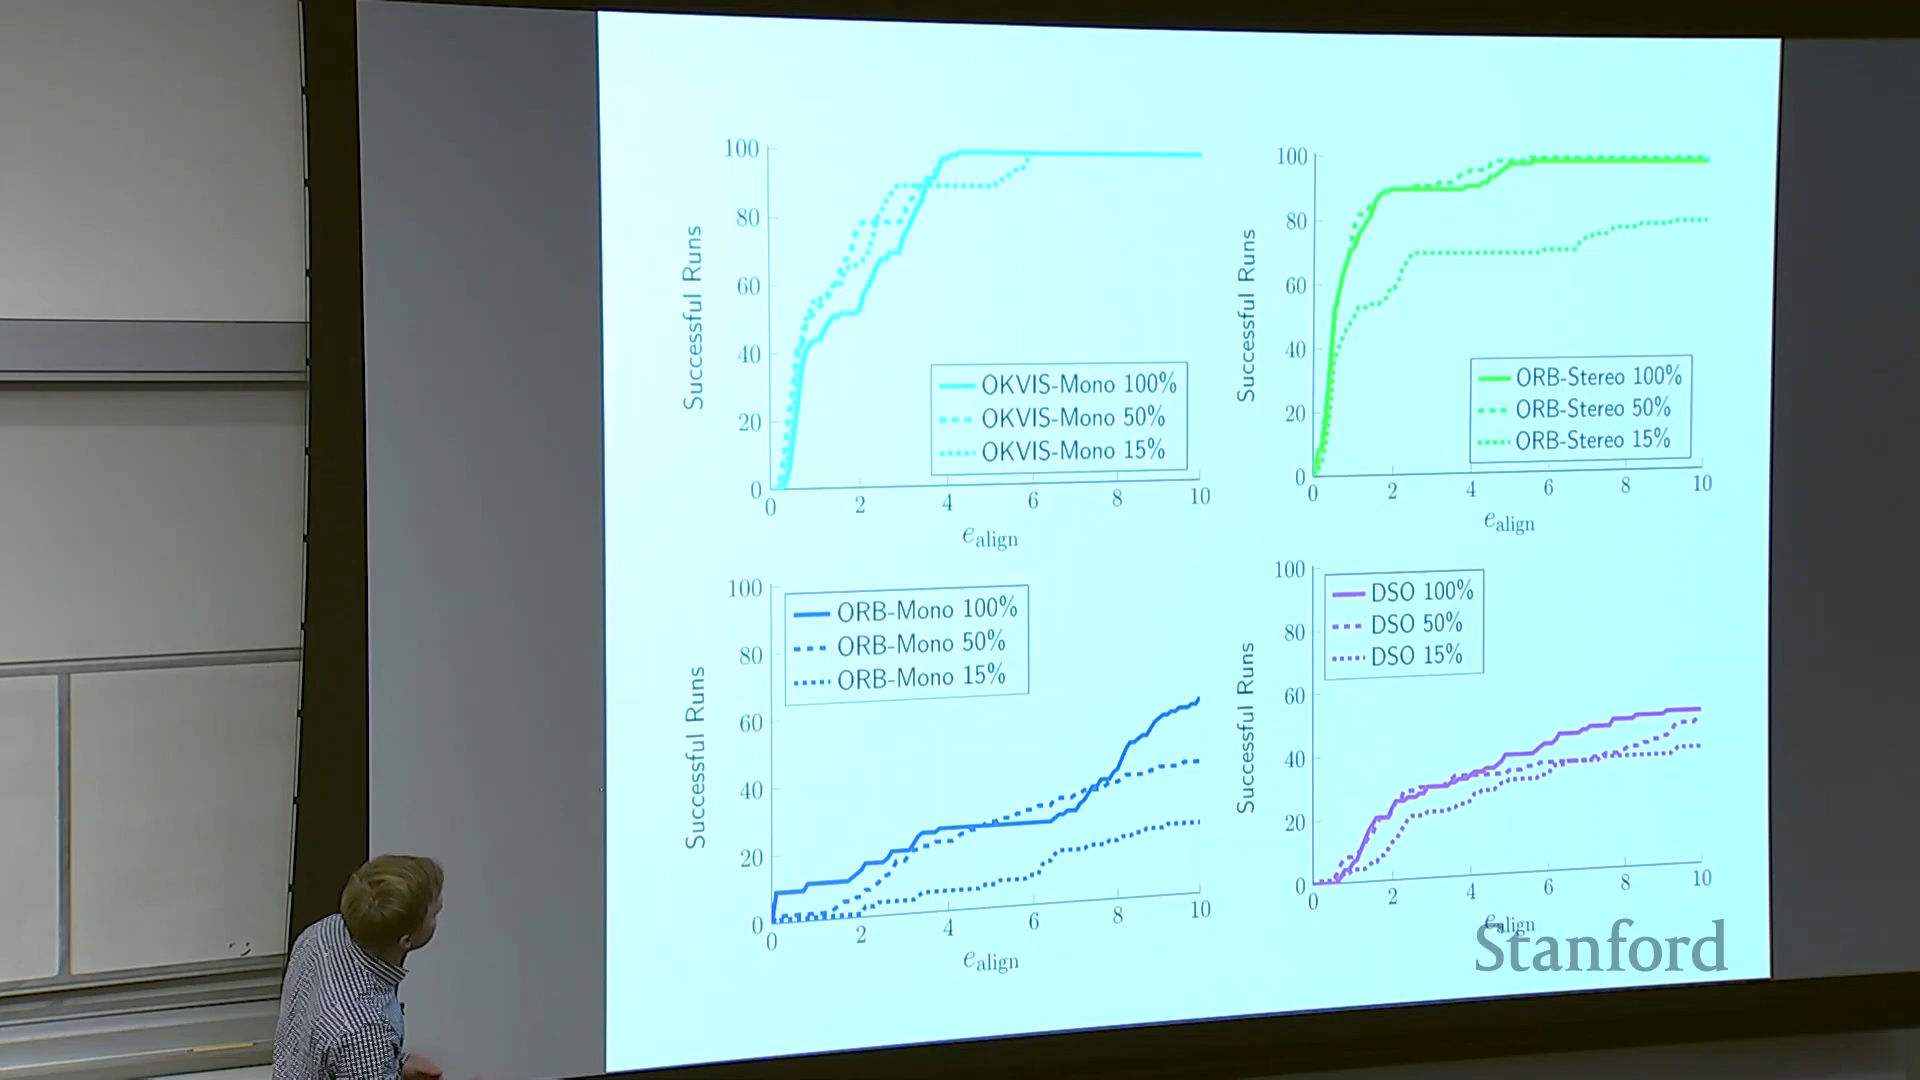 100
80
60
40
20
0
Successful Runs
OKVIS-Mono 100%
OKVIS-Mono 50%
OKVIS-Mono 15%
0 2 4 6 8 10
e_align
100
80
60
40
20
0
Successful Runs
ORB-Stereo 100%
ORB-Stereo 50%
ORB-Stereo 15%
0 2 4 6 8 10
e_align
100
80
60
40
20
0
Successful Runs
ORB-Mono 100%
ORB-Mono 50%
ORB-Mono 15%
0 2 4 6 8 10
e_align
100
80
60
40
20
0
Successful Runs
DSO 100%
DSO 50%
DSO 15%
0 2 4 6 8 10
e_align
Stanford